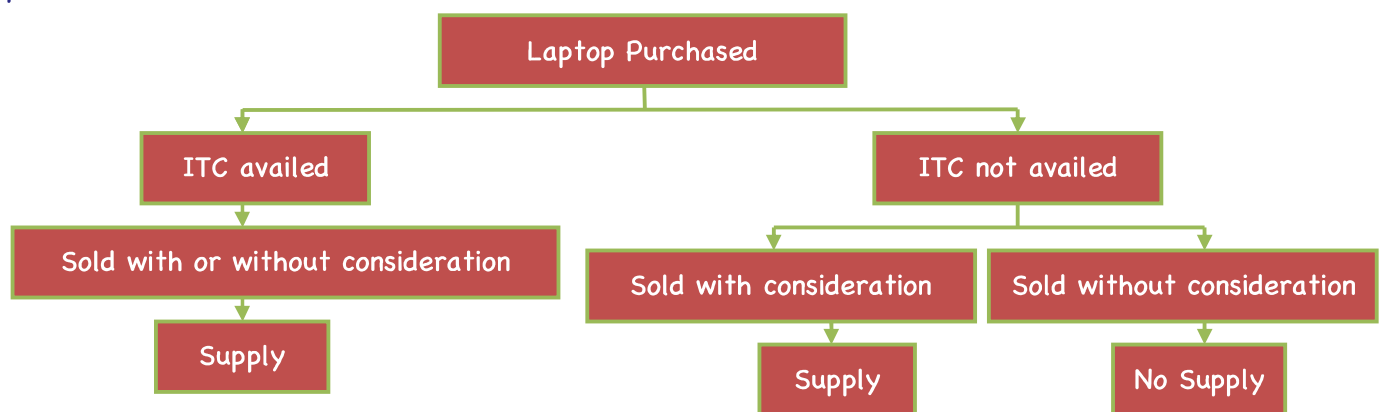 Laptop Purchased
ITC availed
ITC not availed
Sold with or without consideration
Sold with consideration
Sold without consideration
Supply
Supply
No Supply